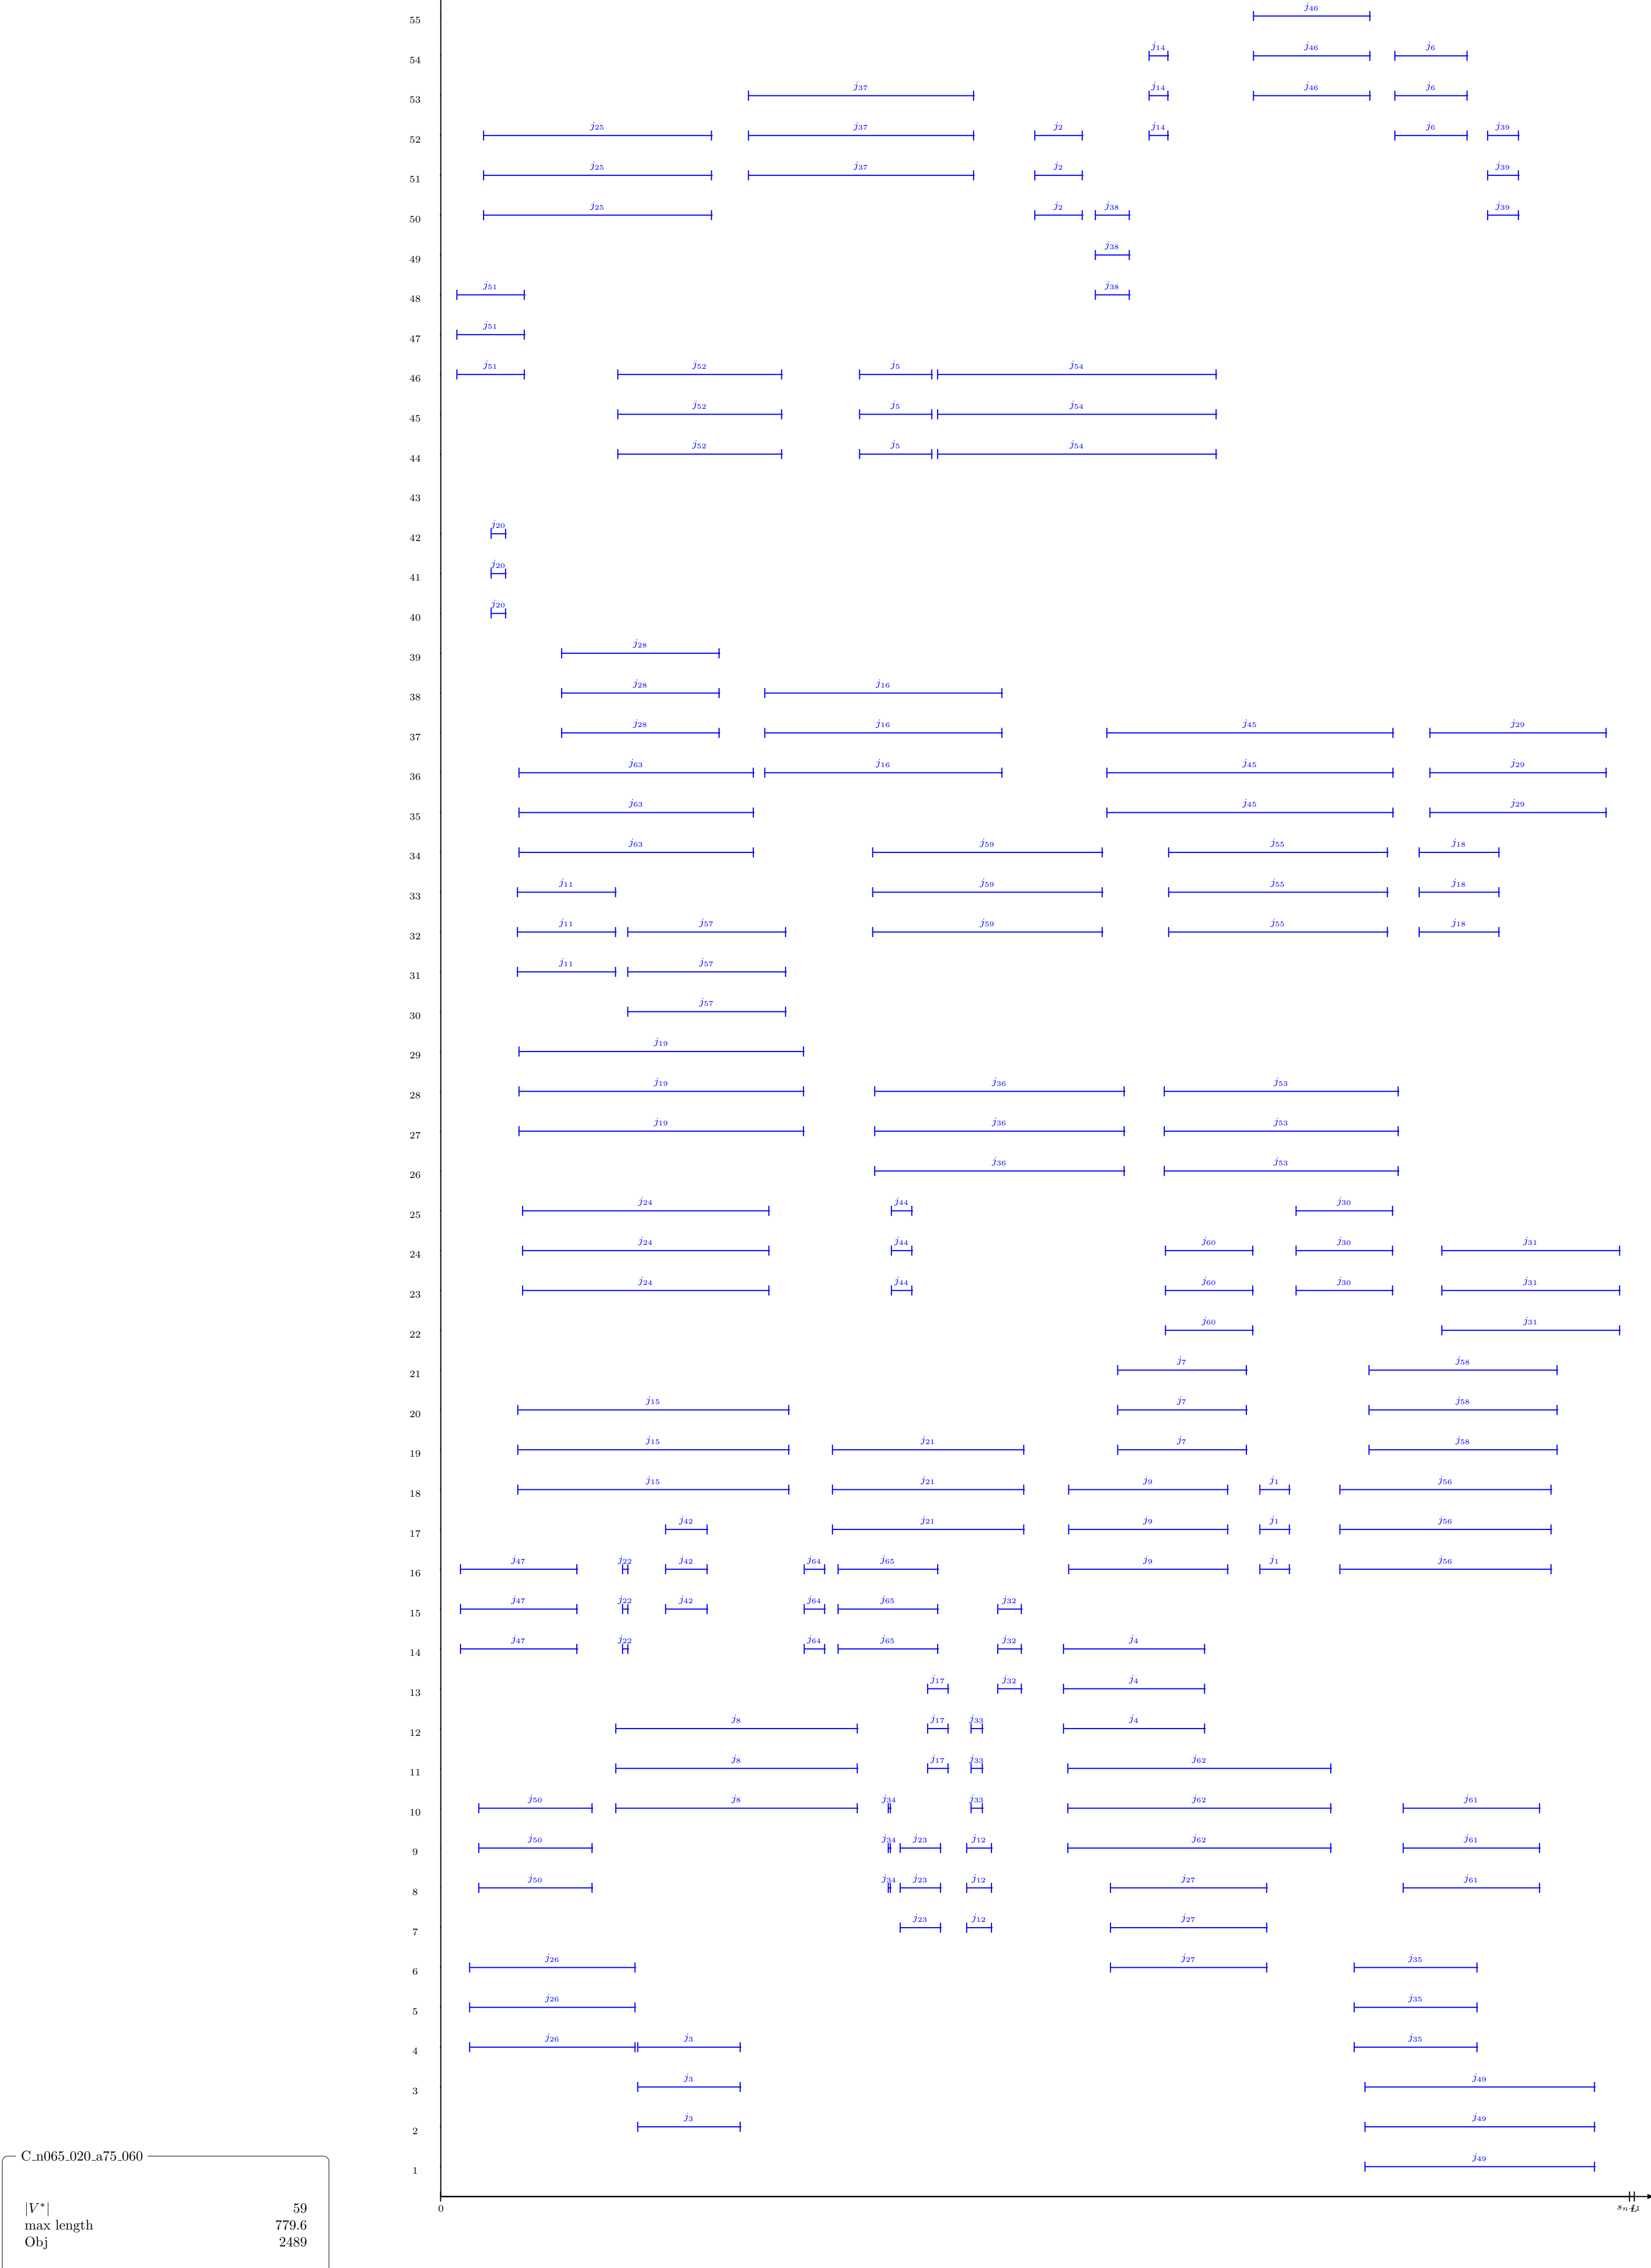 55 j46
54 j14 j46 j6
53 j37 j14 j46 j6
52 j25 j37 j2 j14 j6 j39
51 j25 j37 j2 j39
50 j25 j2 j38 j39
49 j38
48 j51 j38
47 j51
46 j51 j52 j5 j54
45 j52 j5 j54
44 j52 j5 j54
43
42 j20
41 j20
40 j20
39 j28
38 j28 j16
37 j28 j16 j45 j29
36 j63 j16 j45 j29
35 j63 j45 j29
34 j63 j59 j55 j18
33 j11 j59 j55 j18
32 j11 j57 j59 j55 j18
31 j11 j57
30 j57
29 j19
28 j19 j36 j53
27 j19 j36 j53
26 j36 j53
25 j24 j44 j30
24 j24 j44 j60 j30 j31
23 j24 j44 j60 j30 j31
22 j60 j31
21 j7 j58
20 j15 j7 j58
19 j15 j21 j7 j58
18 j15 j21 j9 j1 j56
17 j42 j21 j9 j1 j56
16 j47 j22 j42 j64 j65 j9 j1 j56
15 j47 j22 j42 j64 j65 j32
14 j47 j22 j64 j65 j32 j4
13 j17 j32 j4
12 j8 j17 j33 j4
11 j8 j17 j33 j62
10 j50 j8 j34 j33 j62 j61
9 j50 j34 j23 j12 j62 j61
8 j50 j34 j23 j12 j27 j61
7 j23 j12 j27
6 j26 j27 j35
5 j26 j35
4 j26 j3 j35
3 j3 j49
2 j3 j49
1 j49
0
C_n065_020_a75_060
|V*| 59
max length 779.6
Obj 2489